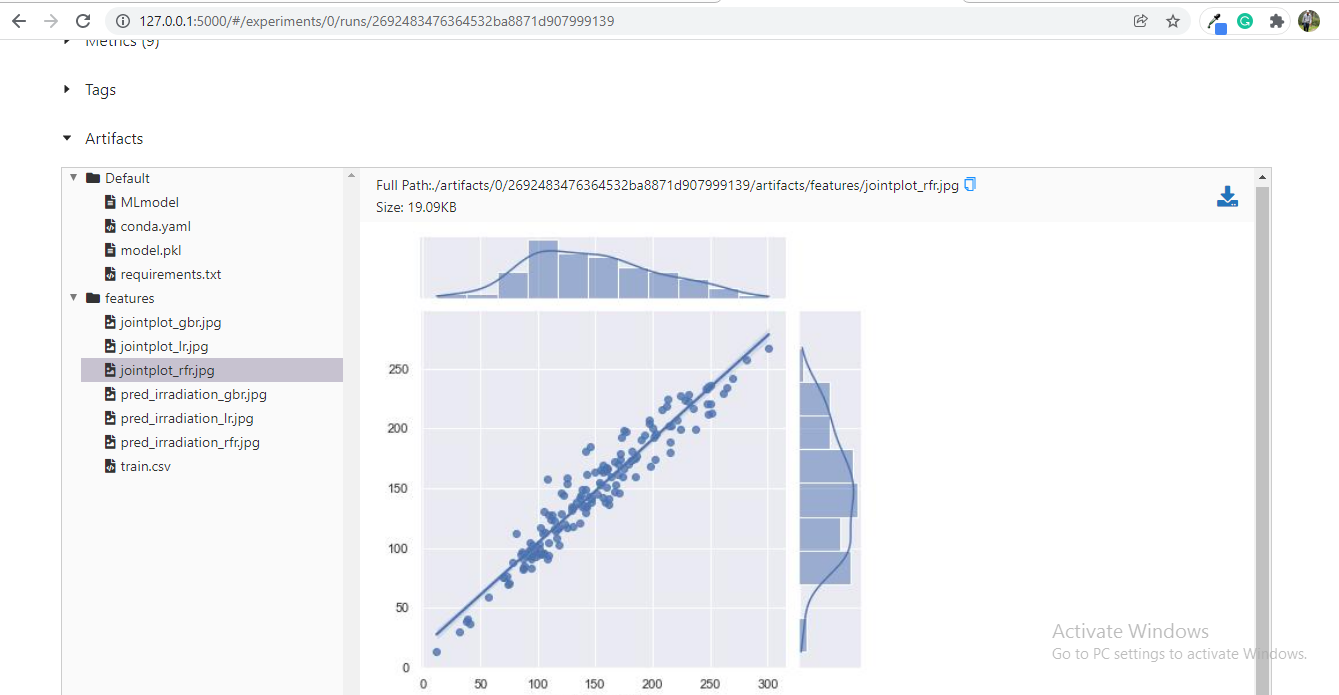 127.0.0.1:5000/#/experiments/0/runs/2692483476364532ba8871d907999139
Metrics (9)
Tags
Artifacts
Default
MLmodel
conda.yaml
model.pkl
requirements.txt
features
jointplot_gbr.jpg
jointplot_lr.jpg
jointplot_rfr.jpg
pred_irradiation_gbr.jpg
pred_irradiation_lr.jpg
pred_irradiation_rfr.jpg
train.csv
Full Path:./artifacts/0/2692483476364532ba8871d907999139/artifacts/features/jointplot_rfr.jpg
Size: 19.09KB
250
200
150
100
50
0
0 50 100 150 200 250 300
Activate Windows
Go to PC settings to activate Windows.